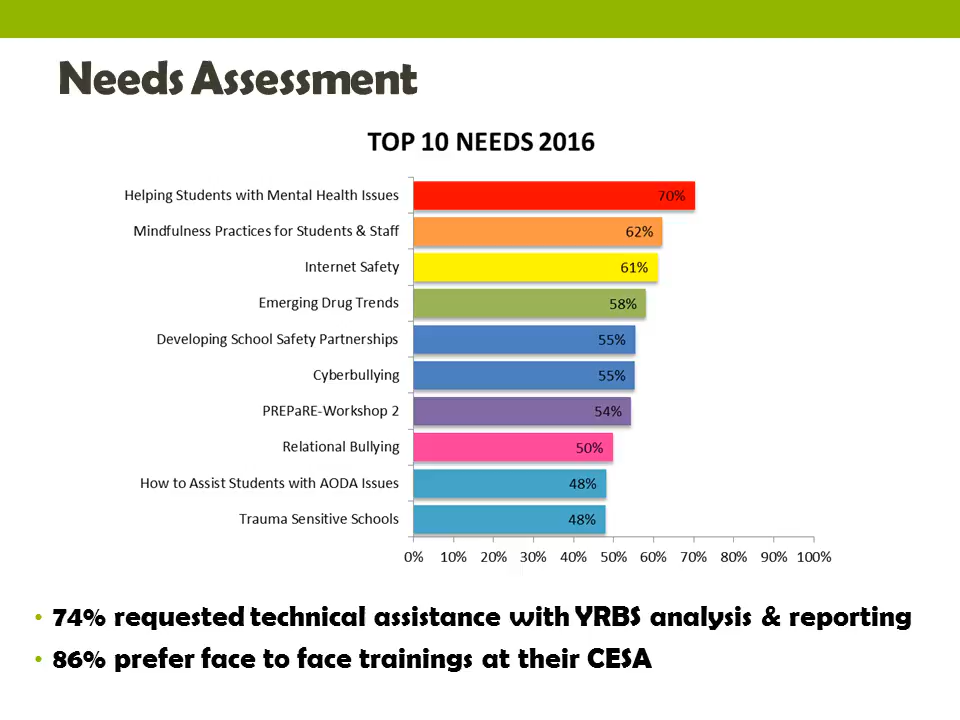 Needs Assessment
TOP 10 NEEDS 2016
Helping Students with Mental Health Issues 70%
Mindfulness Practices for Students & Staff 62%
Internet Safety 61%
Emerging Drug Trends 58%
Developing School Safety Partnerships 55%
Cyberbullying 55%
PREPaRE-Workshop 2 54%
Relational Bullying 50%
How to Assist Students with AODA Issues 48%
Trauma Sensitive Schools 48%
0% 10% 20% 30% 40% 50% 60% 70% 80% 90% 100%
• 74% requested technical assistance with YRBS analysis & reporting
• 86% prefer face to face trainings at their CESA